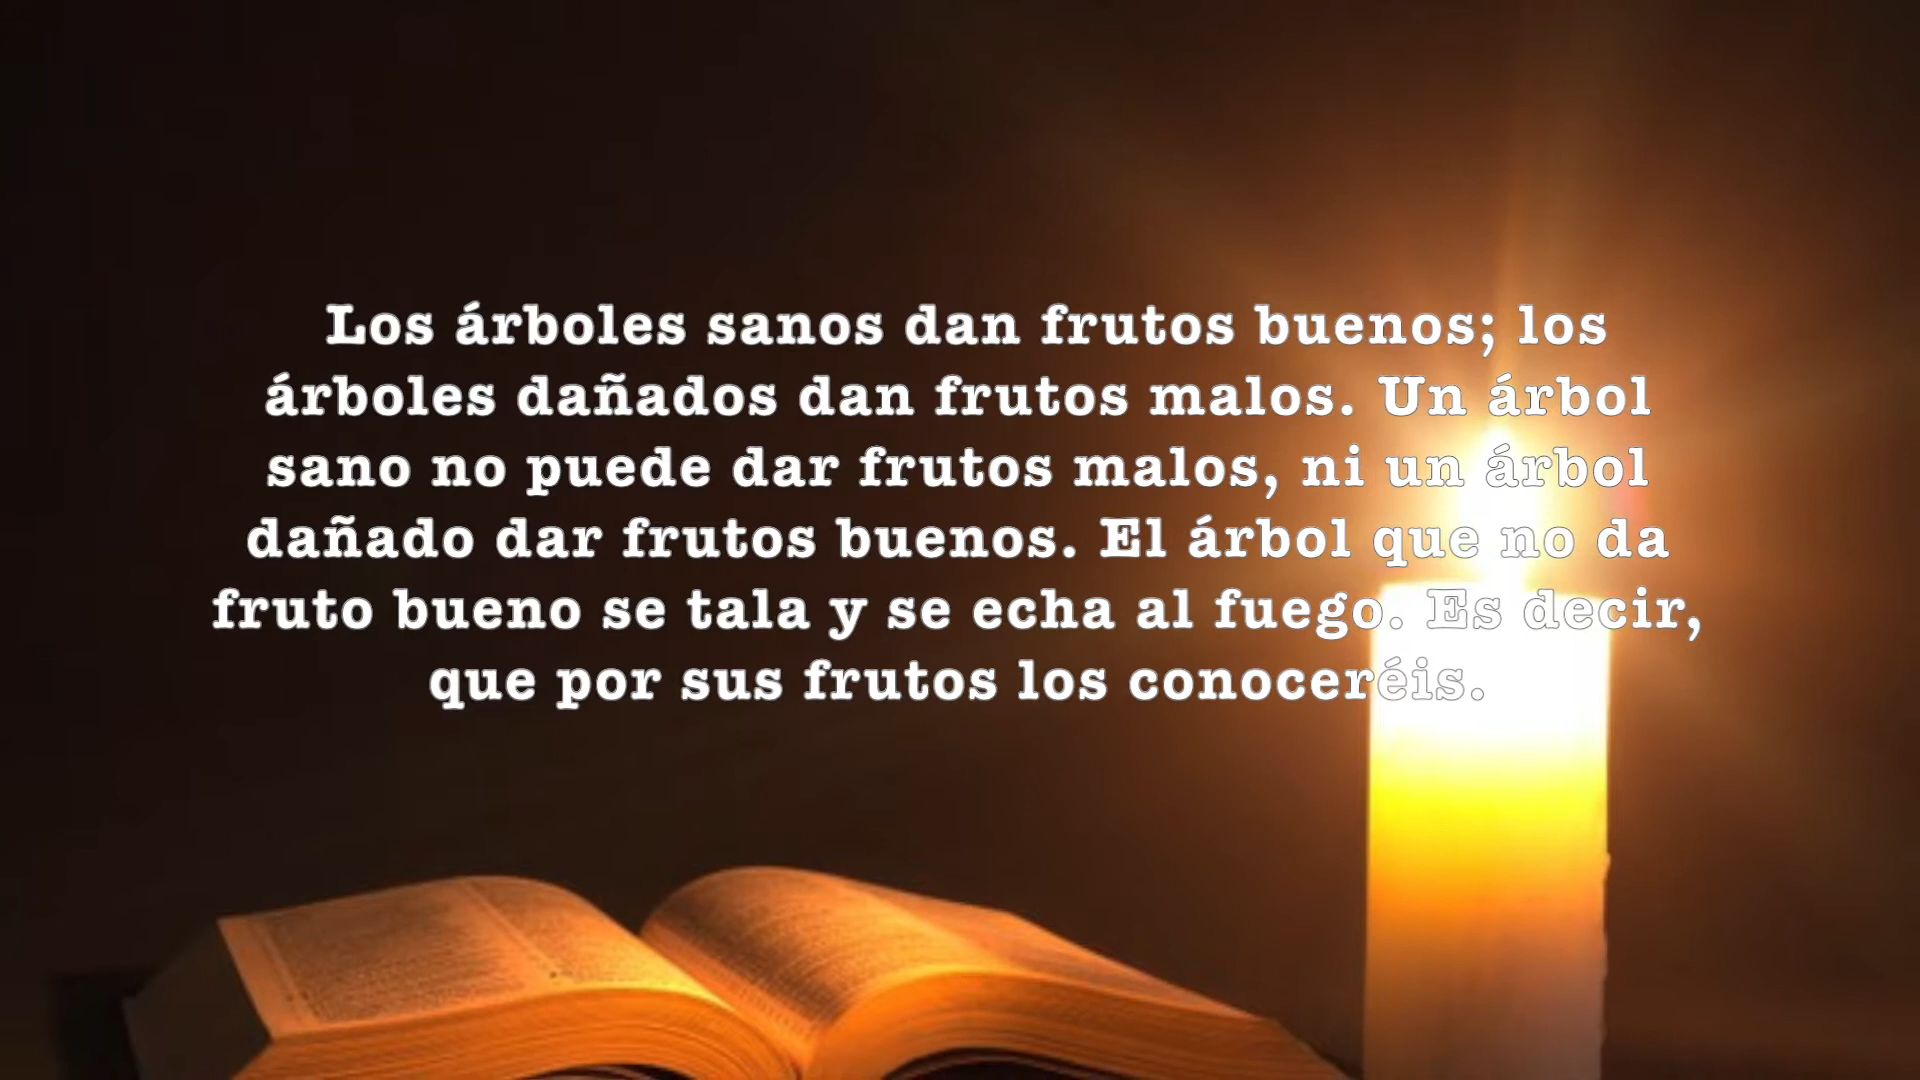 Los árboles sanos dan frutos buenos; los
árboles dañados dan frutos malos. Un árbol
sano no puede dar frutos malos, ni un árbol
dañado dar frutos buenos. El árbol que no da
fruto bueno se tala y se echa al fuego. Es decir,
que por sus frutos los conoceréis.